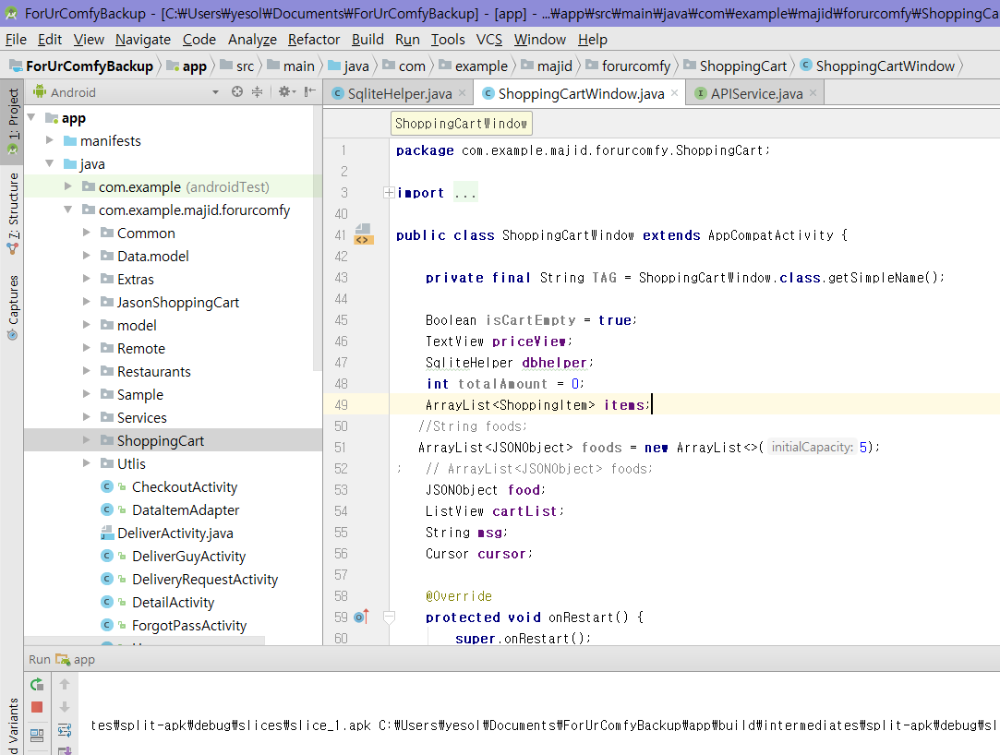 ForUrComfyBackup - [C:₩Users₩yesol₩Documents₩ForUrComfyBackup] - [app] - ...₩app₩src₩main₩java₩com₩example₩majid₩forurcomfy₩ShoppingCa
File Edit View Navigate Code Analyze Refactor Build Run Tools VCS Window Help
ForUrComfyBackup app src main java com example majid forurcomfy ShoppingCart ShoppingCartWindow
Android
SqliteHelper.java ShoppingCartWindow.java APIService.java
1: Project
7: Structure
Captures
d Variants
app
manifests
java
com.example (androidTest)
com.example.majid.forurcomfy
Common
Data.model
Extras
JasonShoppingCart
model
Remote
Restaurants
Sample
Services
ShoppingCart
Utlis
CheckoutActivity
DataItemAdapter
DeliverActivity.java
DeliverGuyActivity
DeliveryRequestActivity
DetailActivity
ForgotPassActivity
ShoppingCartWindow
1 package com.example.majid.forurcomfy.ShoppingCart;
2
3 import ...
40
41 public class ShoppingCartWindow extends AppCompatActivity {
42
43 private final String TAG = ShoppingCartWindow.class.getSimpleName();
44
45 Boolean isCartEmpty = true;
46 TextView priceView;
47 SqliteHelper dbhelper;
48 int totalAmount = 0;
49 ArrayList<ShoppingItem> items;
50 //String foods;
51 ArrayList<JSONObject> foods = new ArrayList<>( initialCapacity: 5);
52 ; // ArrayList<JSONObject> foods;
53 JSONObject food;
54 ListView cartList;
55 String msg;
56 Cursor cursor;
57
58 @Override
59 protected void onRestart() {
60 super.onRestart();
Run app
tes₩split-apk₩debug₩slices₩slice_1.apk C:₩Users₩yesol₩Documents₩ForUrComfyBackup₩app₩build₩intermediates₩split-apk₩debug₩sl